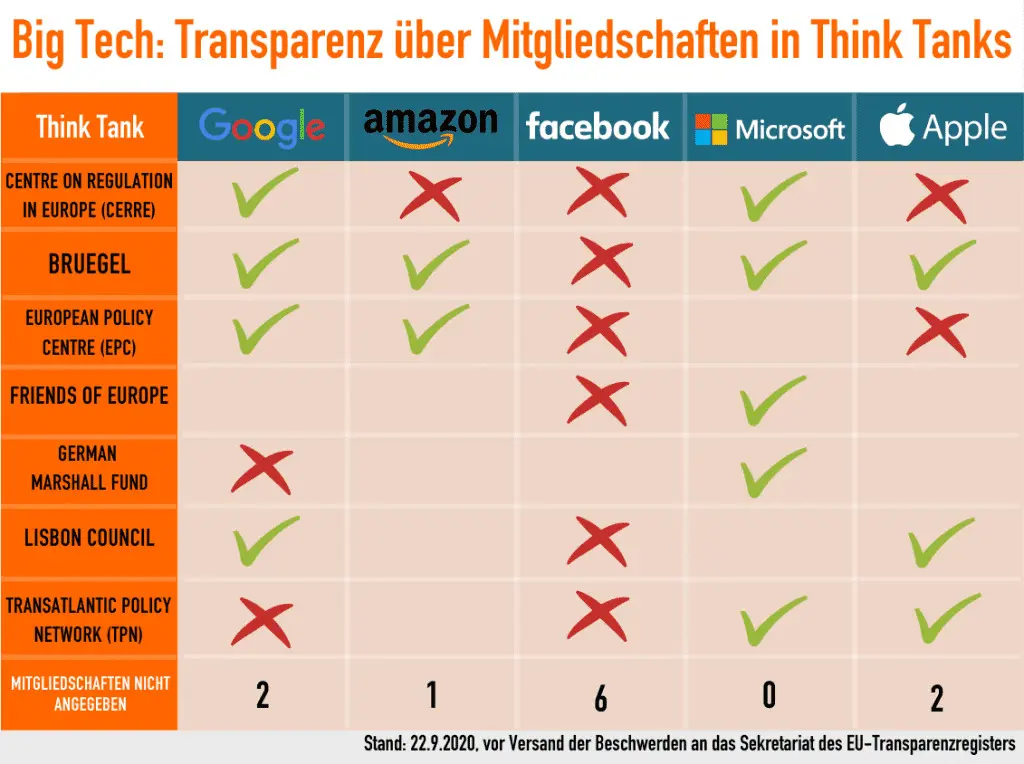 Big Tech: Transparenz über Mitgliedschaften in Think Tanks
Think Tank
Google
amazon
facebook
Microsoft
Apple
CENTRE ON REGULATION
IN EUROPE (CERRE)
BRUEGEL
EUROPEAN POLICY
CENTRE (EPC)
FRIENDS OF EUROPE
GERMAN
MARSHALL FUND
LISBON COUNCIL
TRANSATLANTIC POLICY
NETWORK (TPN)
MITGLIEDSCHAFTEN NICHT
ANGEGEBEN
2
1
6
0
2
Stand: 22.9.2020, vor Versand der Beschwerden an das Sekretariat des EU-Transparenzregisters